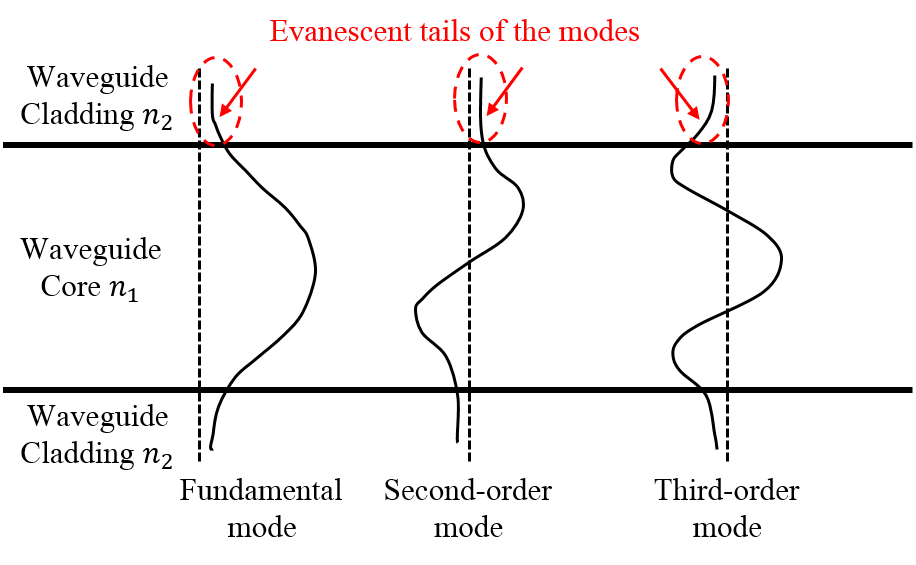 Evanescent tails of the modes
Waveguide
Cladding n₂
Waveguide
Core n₁
Waveguide
Cladding n₂
Fundamental
mode
Second-order
mode
Third-order
mode